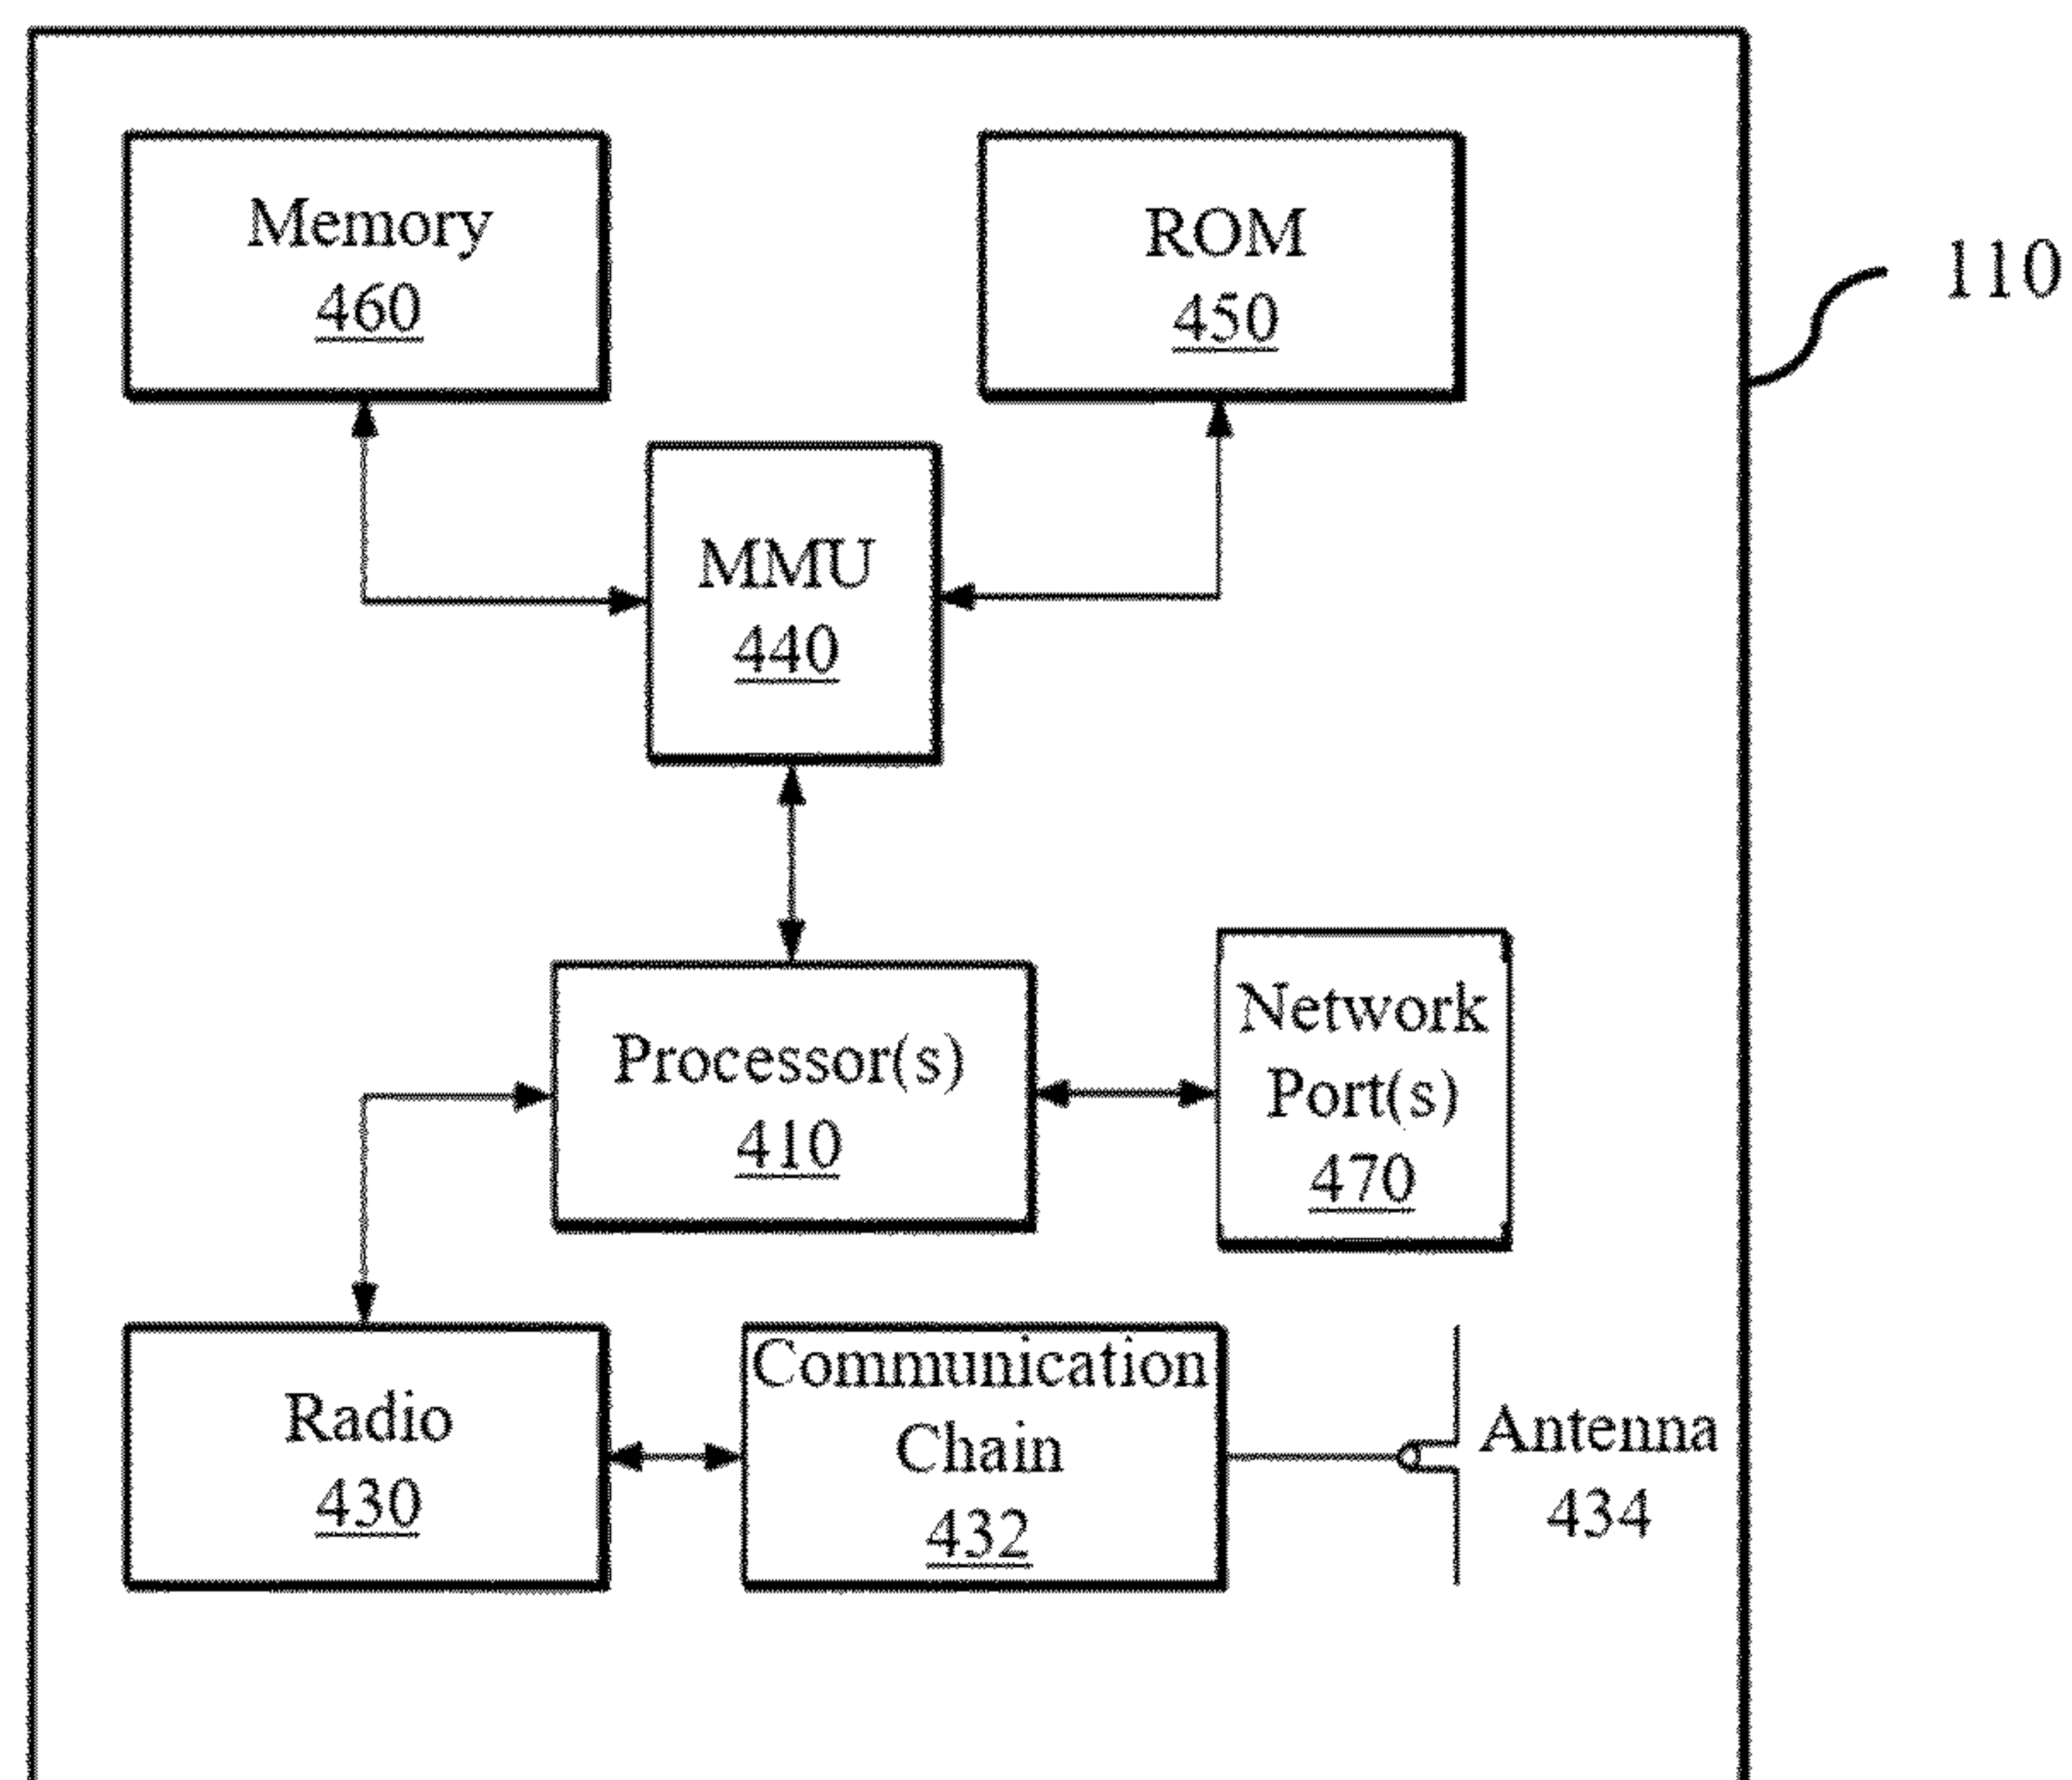 Memory
460
ROM
450
110
MMU
440
Processor(s)
410
Network
Port(s)
470
Radio
430
Communication
Chain
432
Antenna
434